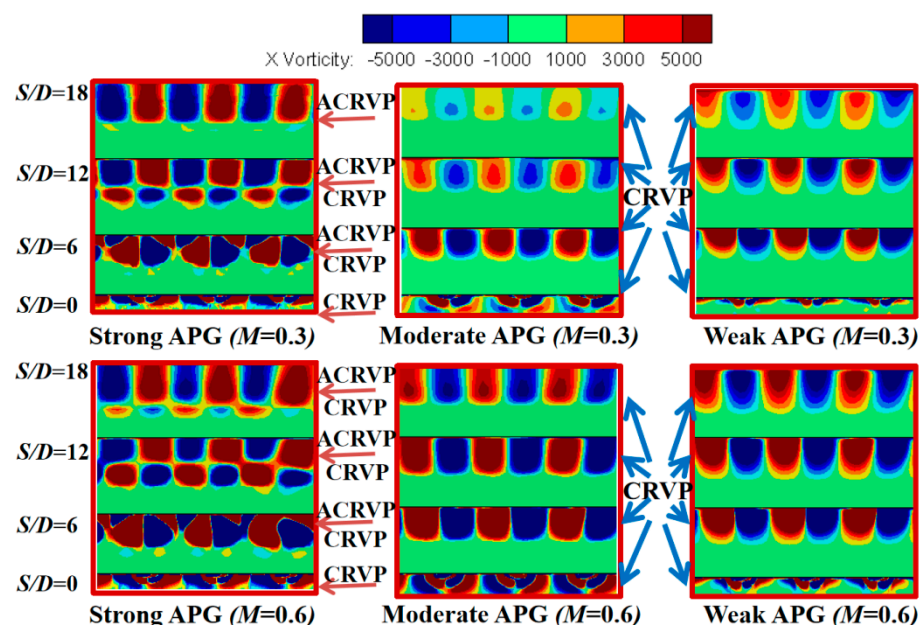 X Vorticity: -5000 -3000 -1000 1000 3000 5000
S/D=18
ACRVP
S/D=12
ACRVP
CRVP
CRVP
S/D=6
ACRVP
CRVP
S/D=0
CRVP
Strong APG (M=0.3)
Moderate APG (M=0.3)
Weak APG (M=0.3)
S/D=18
ACRVP
CRVP
S/D=12
ACRVP
CRVP
CRVP
S/D=6
ACRVP
CRVP
S/D=0
CRVP
Strong APG (M=0.6)
Moderate APG (M=0.6)
Weak APG (M=0.6)